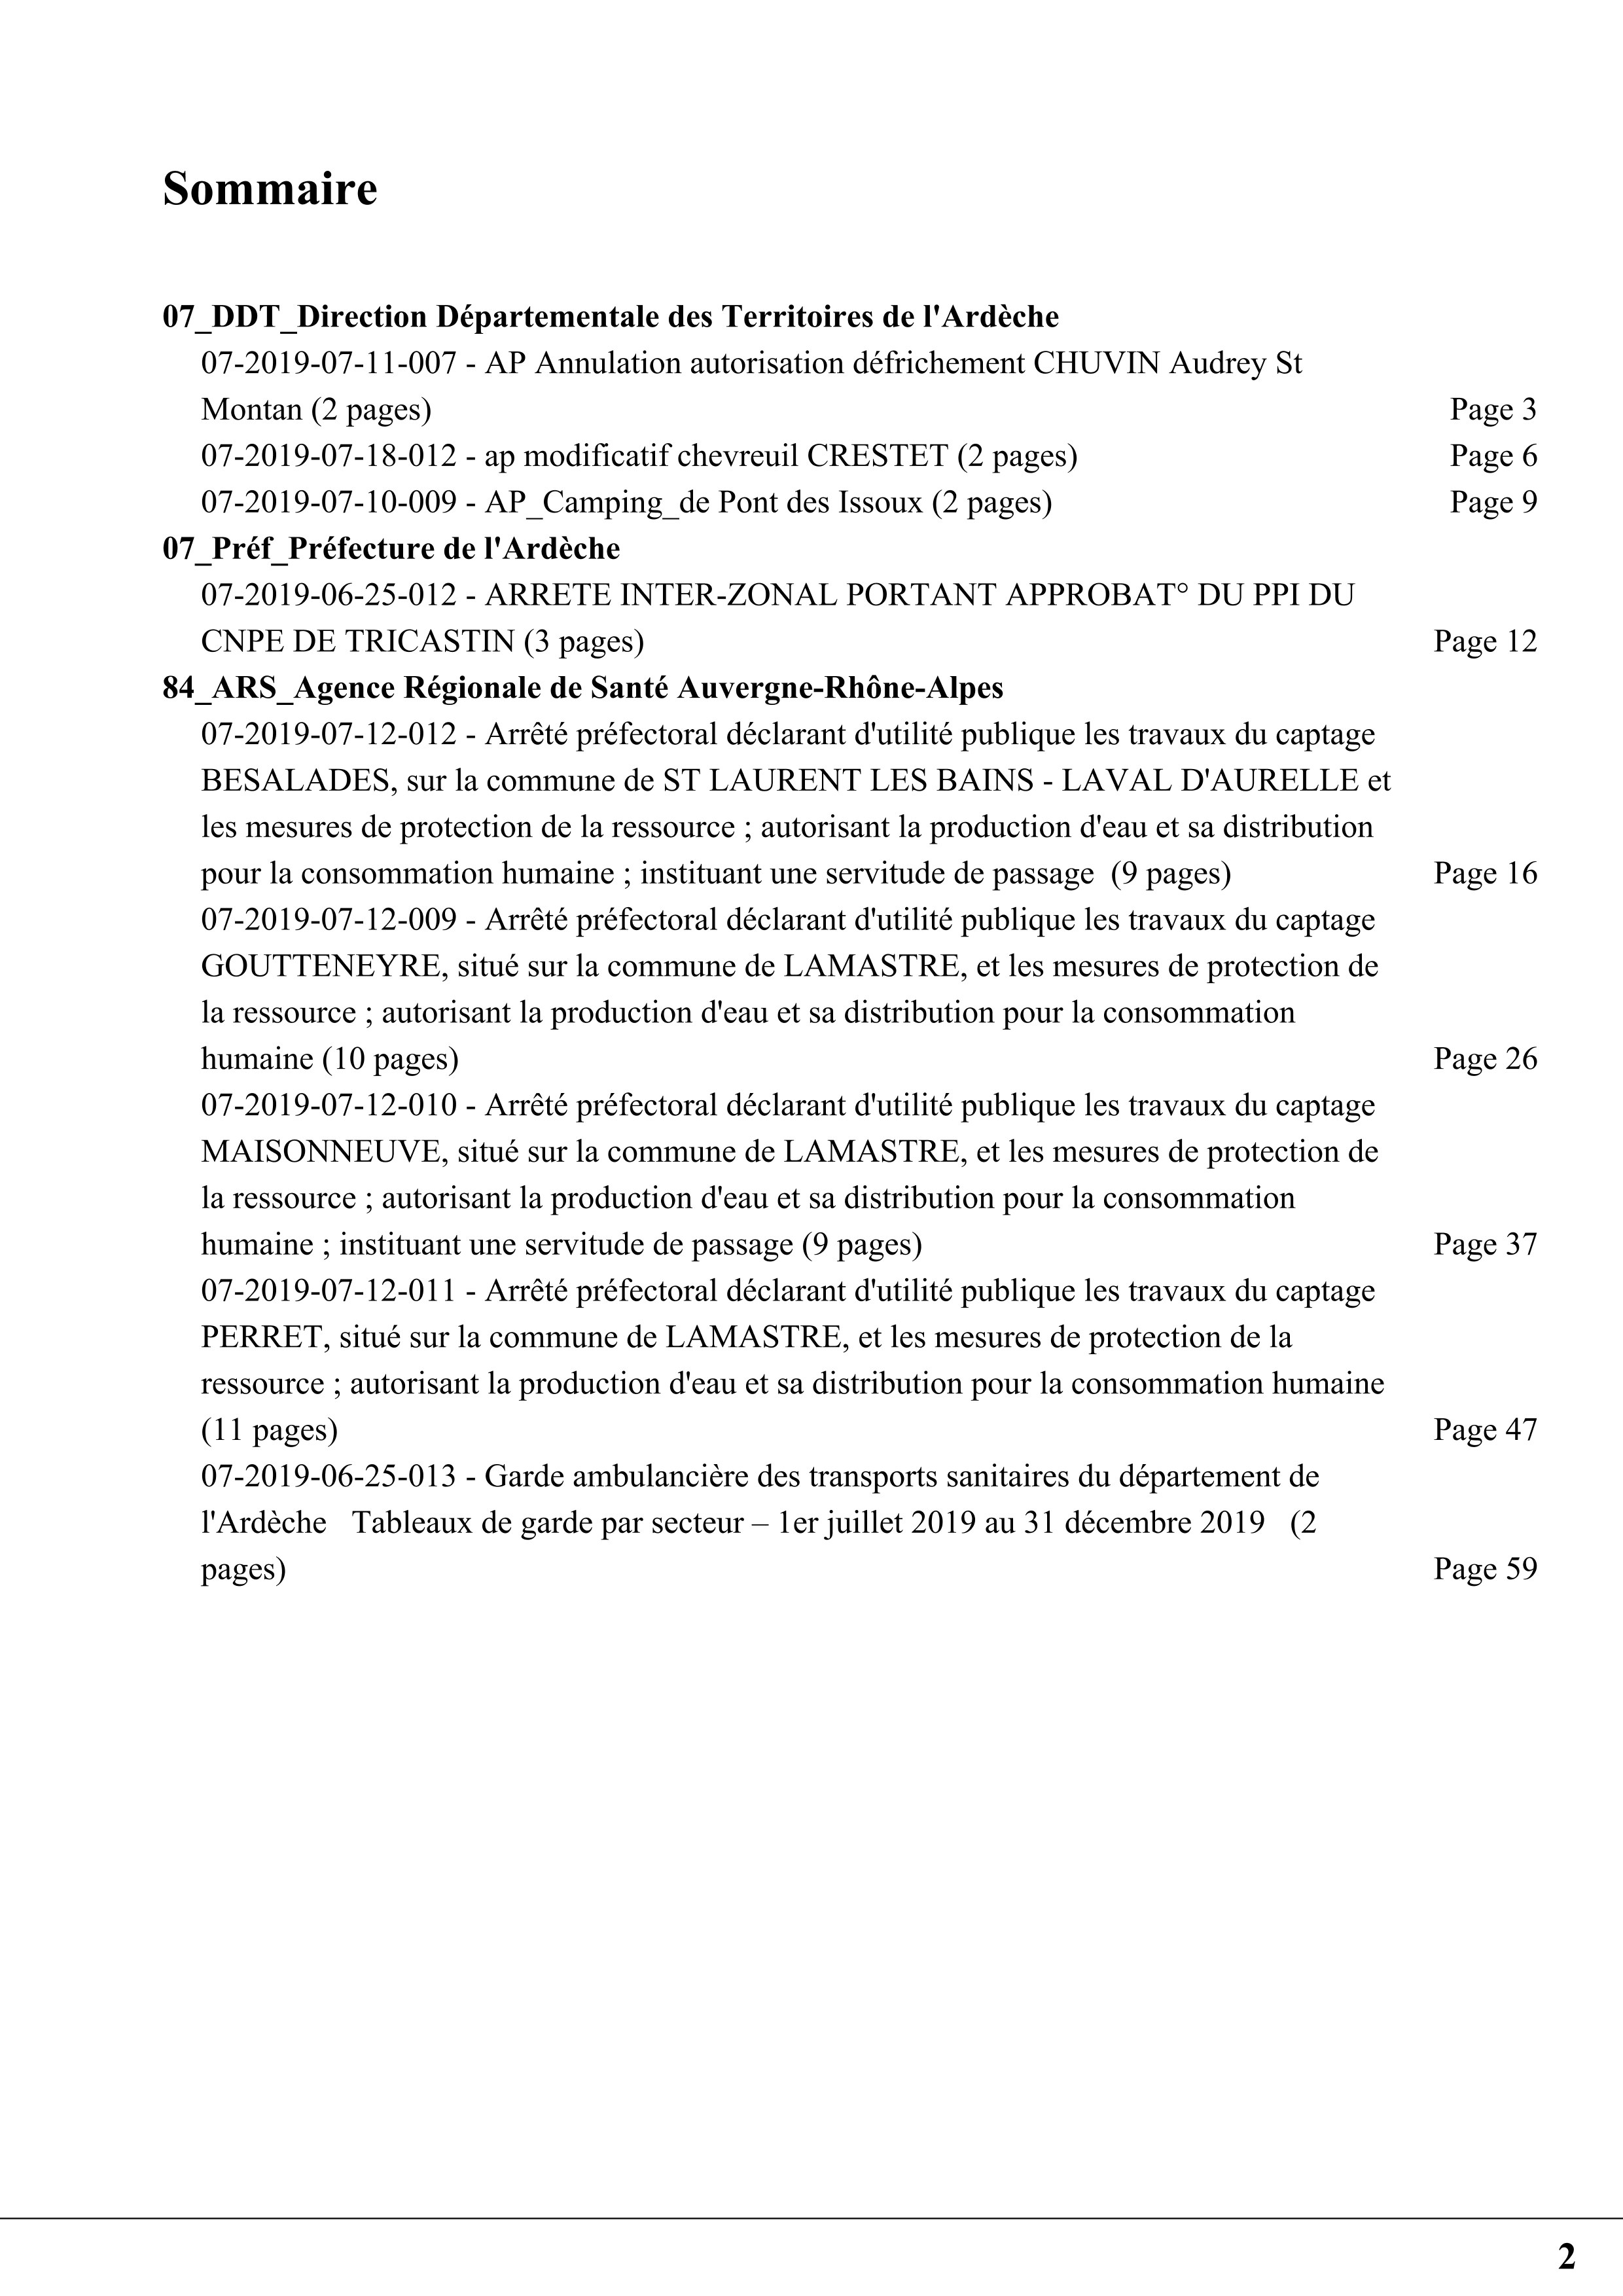 Sommaire
07_DDT_Direction Départementale des Territoires de l'Ardèche
07-2019-07-11-007 - AP Annulation autorisation défrichement CHUVIN Audrey St
Montan (2 pages) Page 3
07-2019-07-18-012 - ap modificatif chevreuil CRESTET (2 pages) Page 6
07-2019-07-10-009 - AP_Camping_de Pont des Issoux (2 pages) Page 9
07_Préf_Préfecture de l'Ardèche
07-2019-06-25-012 - ARRETE INTER-ZONAL PORTANT APPROBAT° DU PPI DU
CNPE DE TRICASTIN (3 pages) Page 12
84_ARS_Agence Régionale de Santé Auvergne-Rhône-Alpes
07-2019-07-12-012 - Arrêté préfectoral déclarant d'utilité publique les travaux du captage
BESALADES, sur la commune de ST LAURENT LES BAINS - LAVAL D'AURELLE et
les mesures de protection de la ressource ; autorisant la production d'eau et sa distribution
pour la consommation humaine ; instituant une servitude de passage  (9 pages) Page 16
07-2019-07-12-009 - Arrêté préfectoral déclarant d'utilité publique les travaux du captage
GOUTTENEYRE, situé sur la commune de LAMASTRE, et les mesures de protection de
la ressource ; autorisant la production d'eau et sa distribution pour la consommation
humaine (10 pages) Page 26
07-2019-07-12-010 - Arrêté préfectoral déclarant d'utilité publique les travaux du captage
MAISONNEUVE, situé sur la commune de LAMASTRE, et les mesures de protection de
la ressource ; autorisant la production d'eau et sa distribution pour la consommation
humaine ; instituant une servitude de passage (9 pages) Page 37
07-2019-07-12-011 - Arrêté préfectoral déclarant d'utilité publique les travaux du captage
PERRET, situé sur la commune de LAMASTRE, et les mesures de protection de la
ressource ; autorisant la production d'eau et sa distribution pour la consommation humaine
(11 pages) Page 47
07-2019-06-25-013 - Garde ambulancière des transports sanitaires du département de
l'Ardèche   Tableaux de garde par secteur – 1er juillet 2019 au 31 décembre 2019   (2
pages) Page 59
2